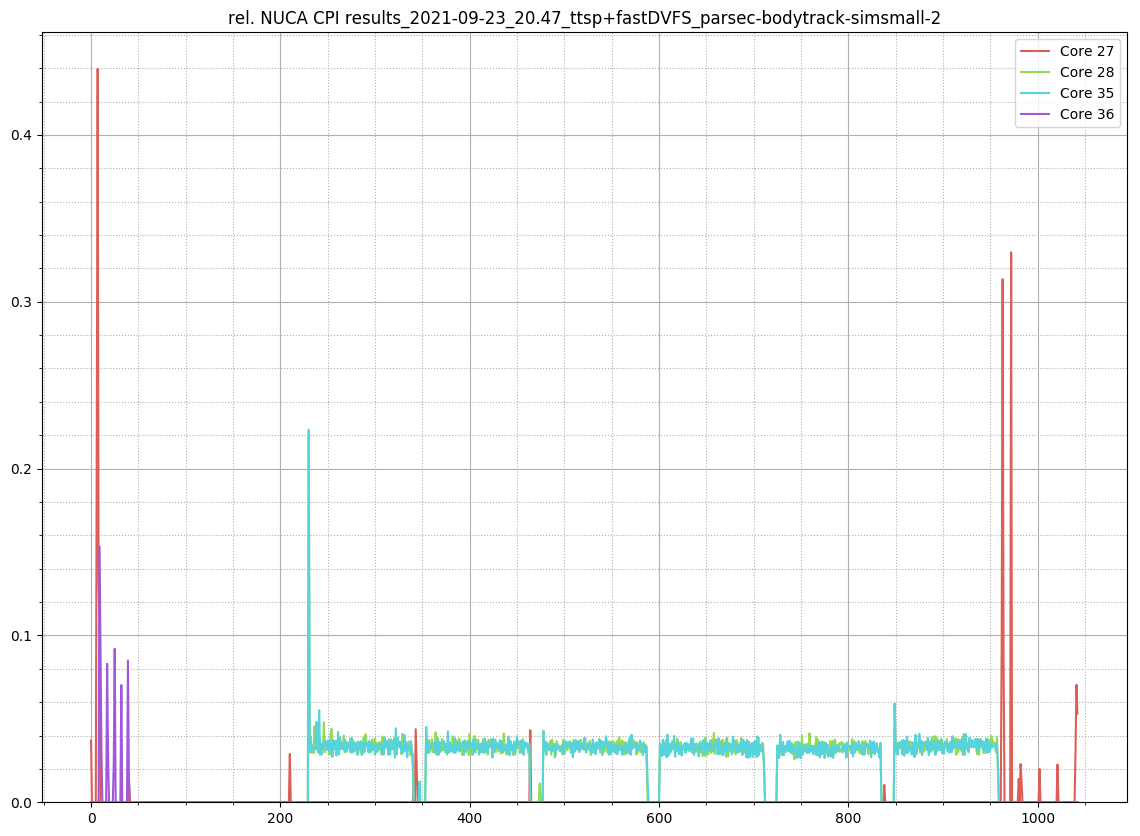 rel. NUCA CPI results_2021-09-23_20.47_ttsp+fastDVFS_parsec-bodytrack-simsmall-2
Core 27
Core 28
Core 35
Core 36
0.4
0.3
0.2
0.1
0.0
0 200 400 600 800 1000